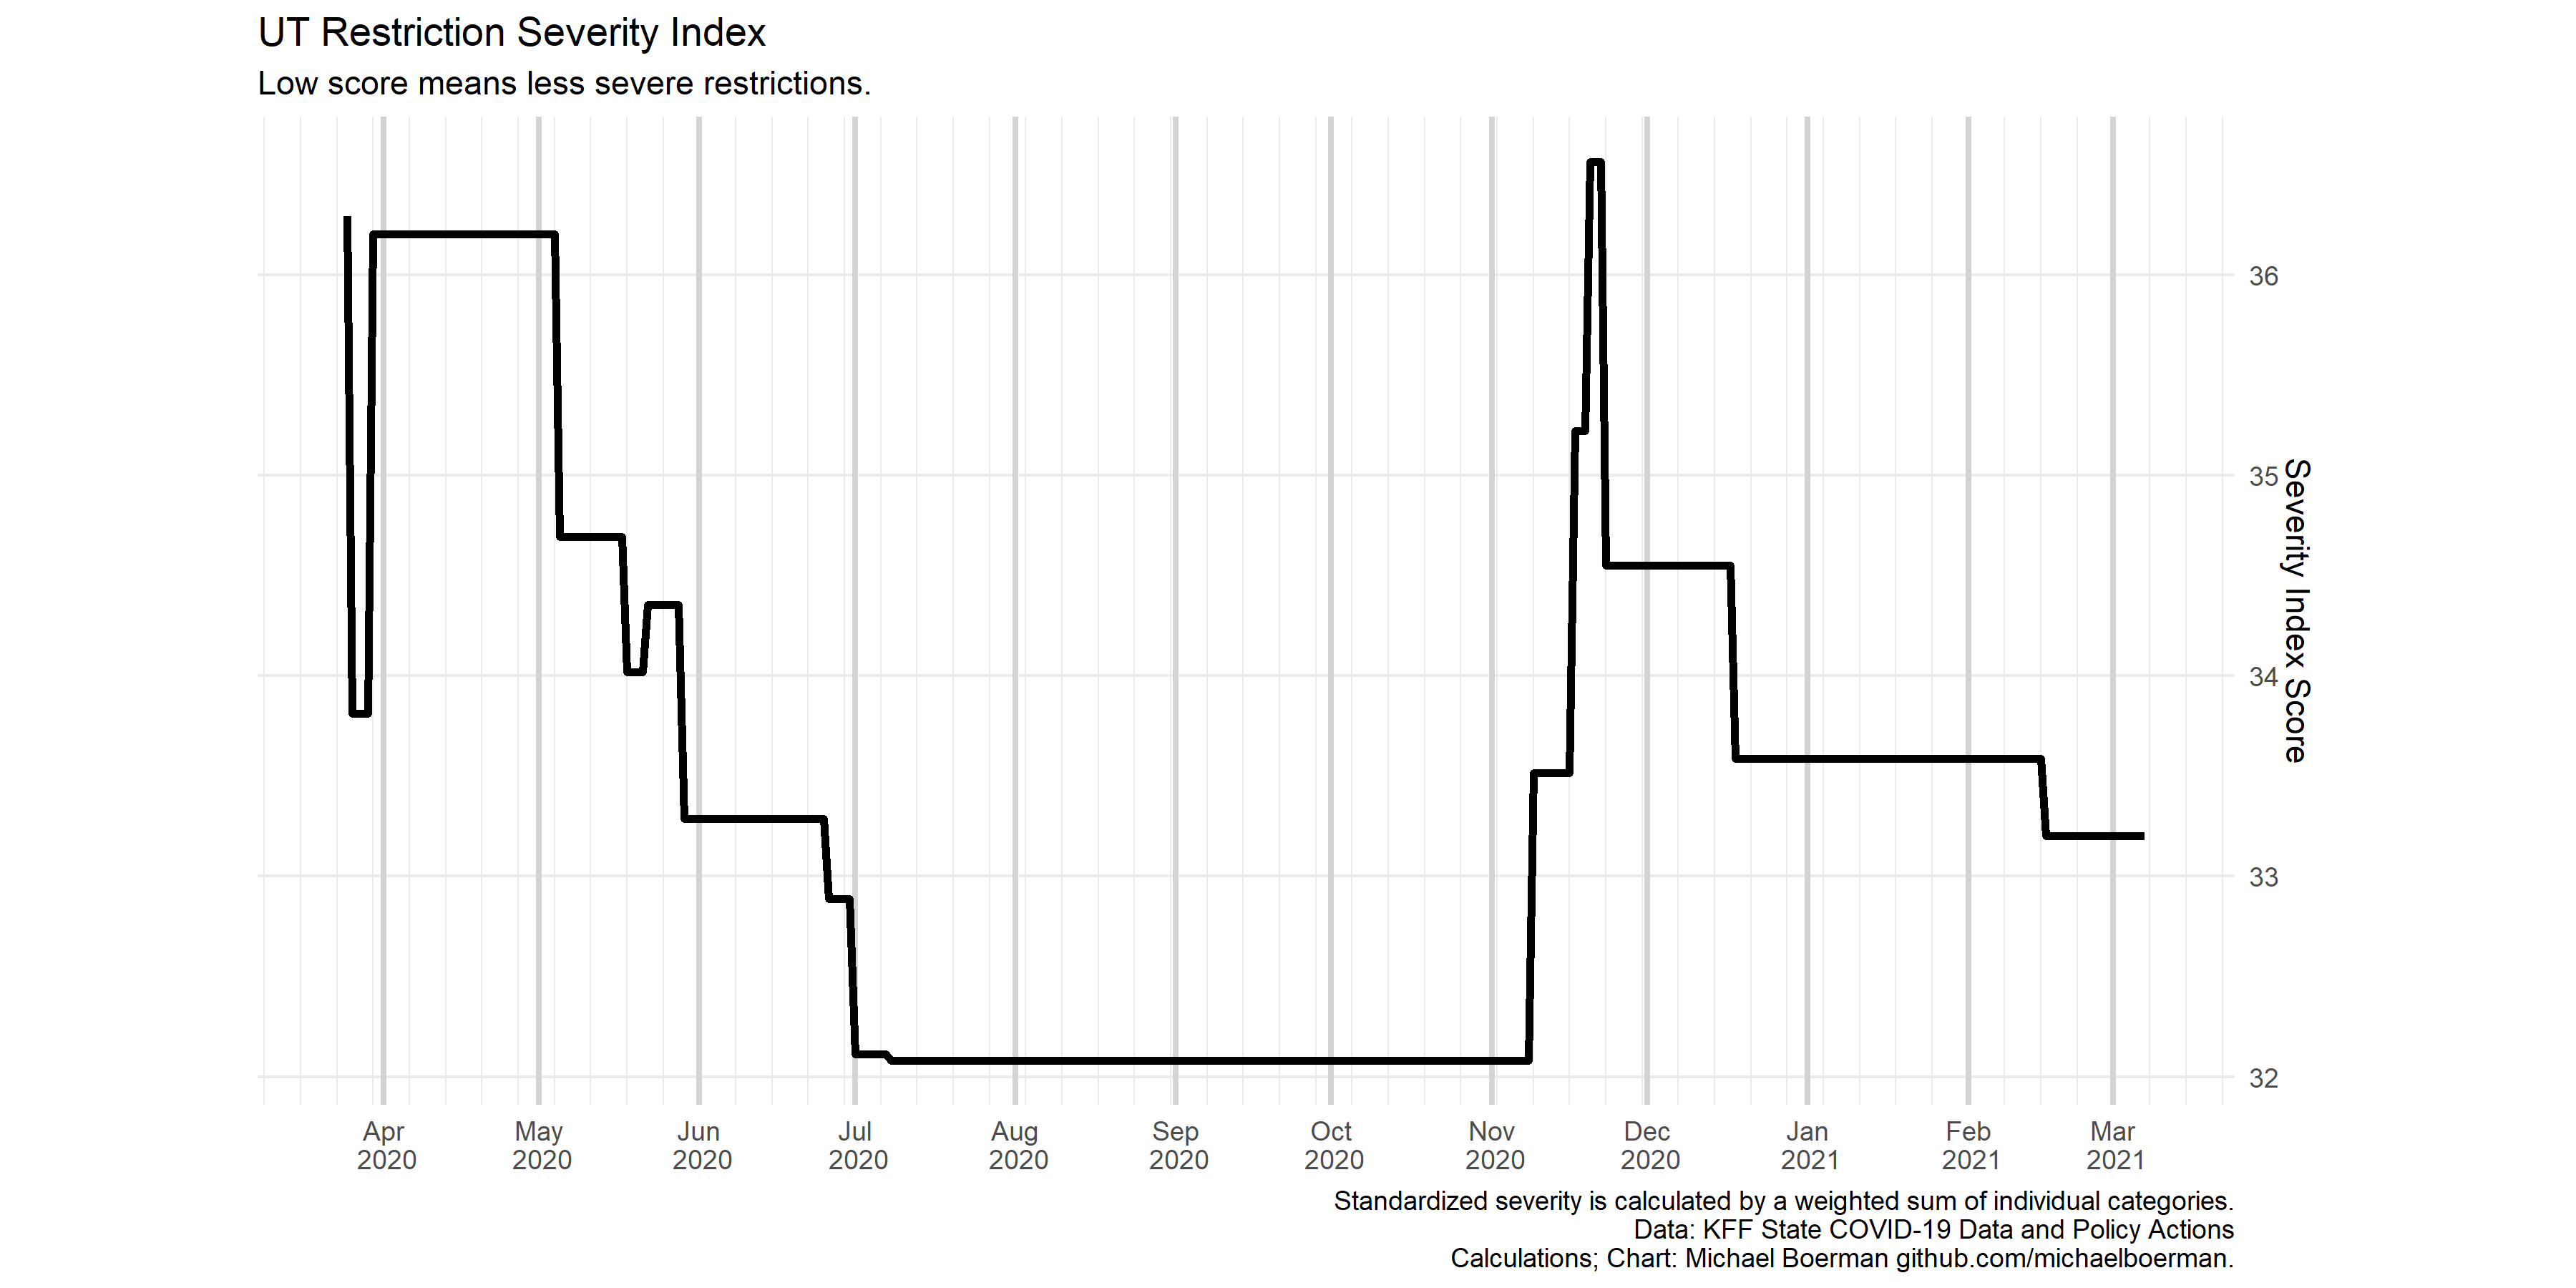 UT Restriction Severity Index
Low score means less severe restrictions.
36
35
34
33
32
Severity Index Score
Apr
2020
May
2020
Jun
2020
Jul
2020
Aug
2020
Sep
2020
Oct
2020
Nov
2020
Dec
2020
Jan
2021
Feb
2021
Mar
2021
Standardized severity is calculated by a weighted sum of individual categories.
Data: KFF State COVID-19 Data and Policy Actions
Calculations; Chart: Michael Boerman github.com/michaelboerman.